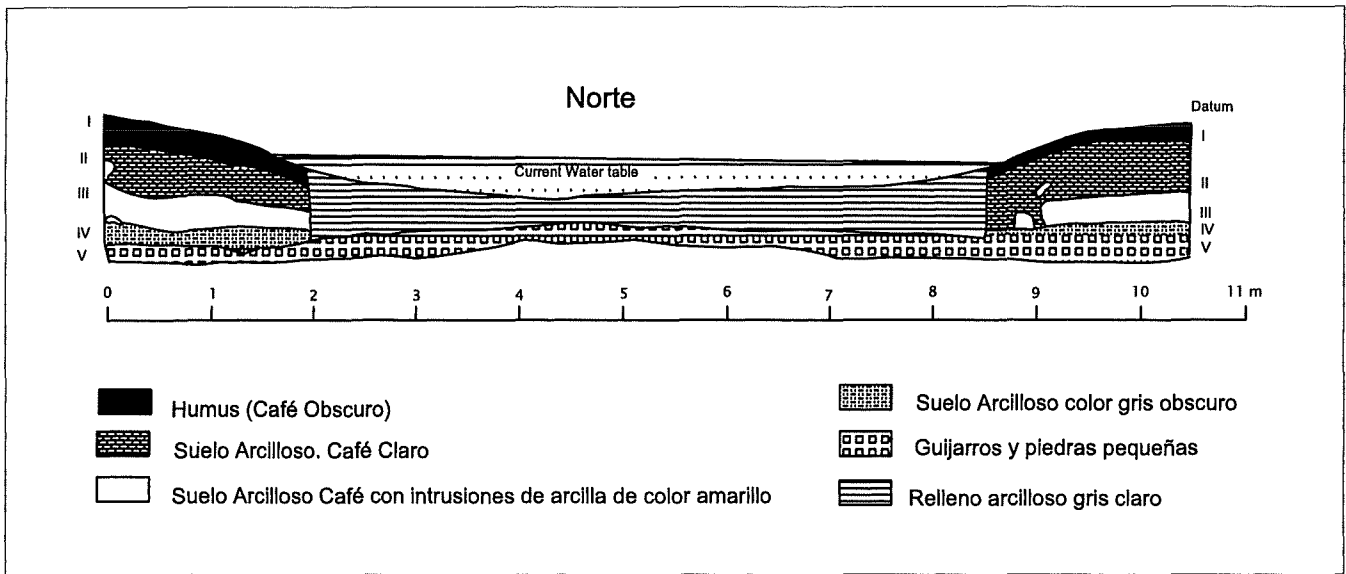 Norte
Datum
I
II
III
IV
V
I
II
III
IV
V
Current Water table
0 1 2 3 4 5 6 7 8 9 10 11 m
Humus (Café Obscuro)
Suelo Arcilloso. Café Claro
Suelo Arcilloso Café con intrusiones de arcilla de color amarillo
Suelo Arcilloso color gris obscuro
Guijarros y piedras pequeñas
Relleno arcilloso gris claro